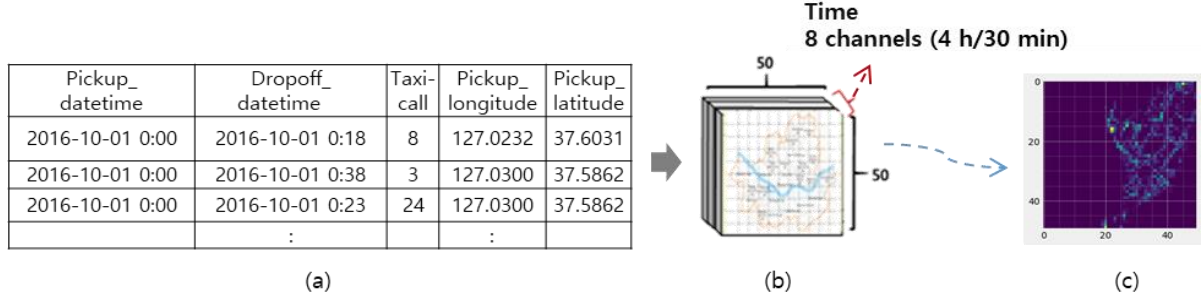 Time
8 channels (4 h/30 min)
50
50
Pickup_
datetime
Dropoff_
datetime
Taxi-
call
Pickup_
longitude
Pickup_
latitude
2016-10-01 0:00 2016-10-01 0:18 8 127.0232 37.6031
2016-10-01 0:00 2016-10-01 0:38 3 127.0300 37.5862
2016-10-01 0:00 2016-10-01 0:23 24 127.0300 37.5862
: :
0
20
40
0 20 40
(a) (b) (c)